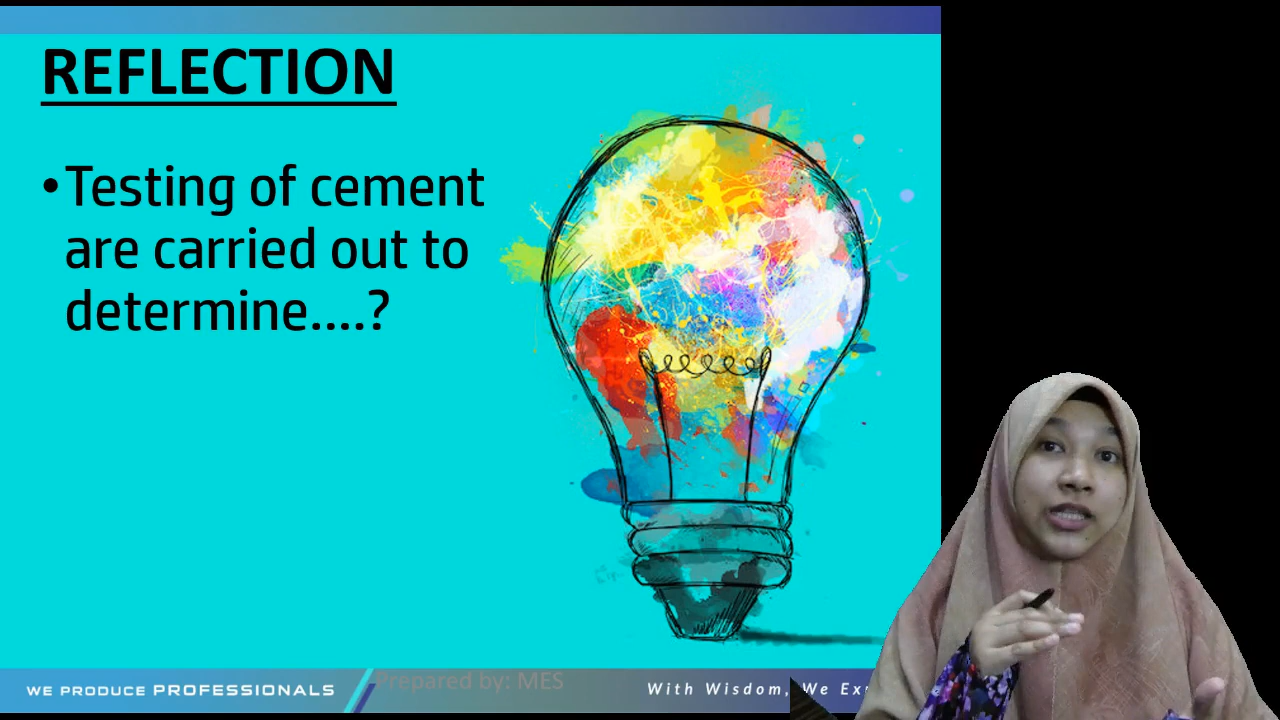 REFLECTION
•Testing of cement
are carried out to
determine....?
WE PRODUCE PROFESSIONALS
Prepared by: MES
With Wisdom, We